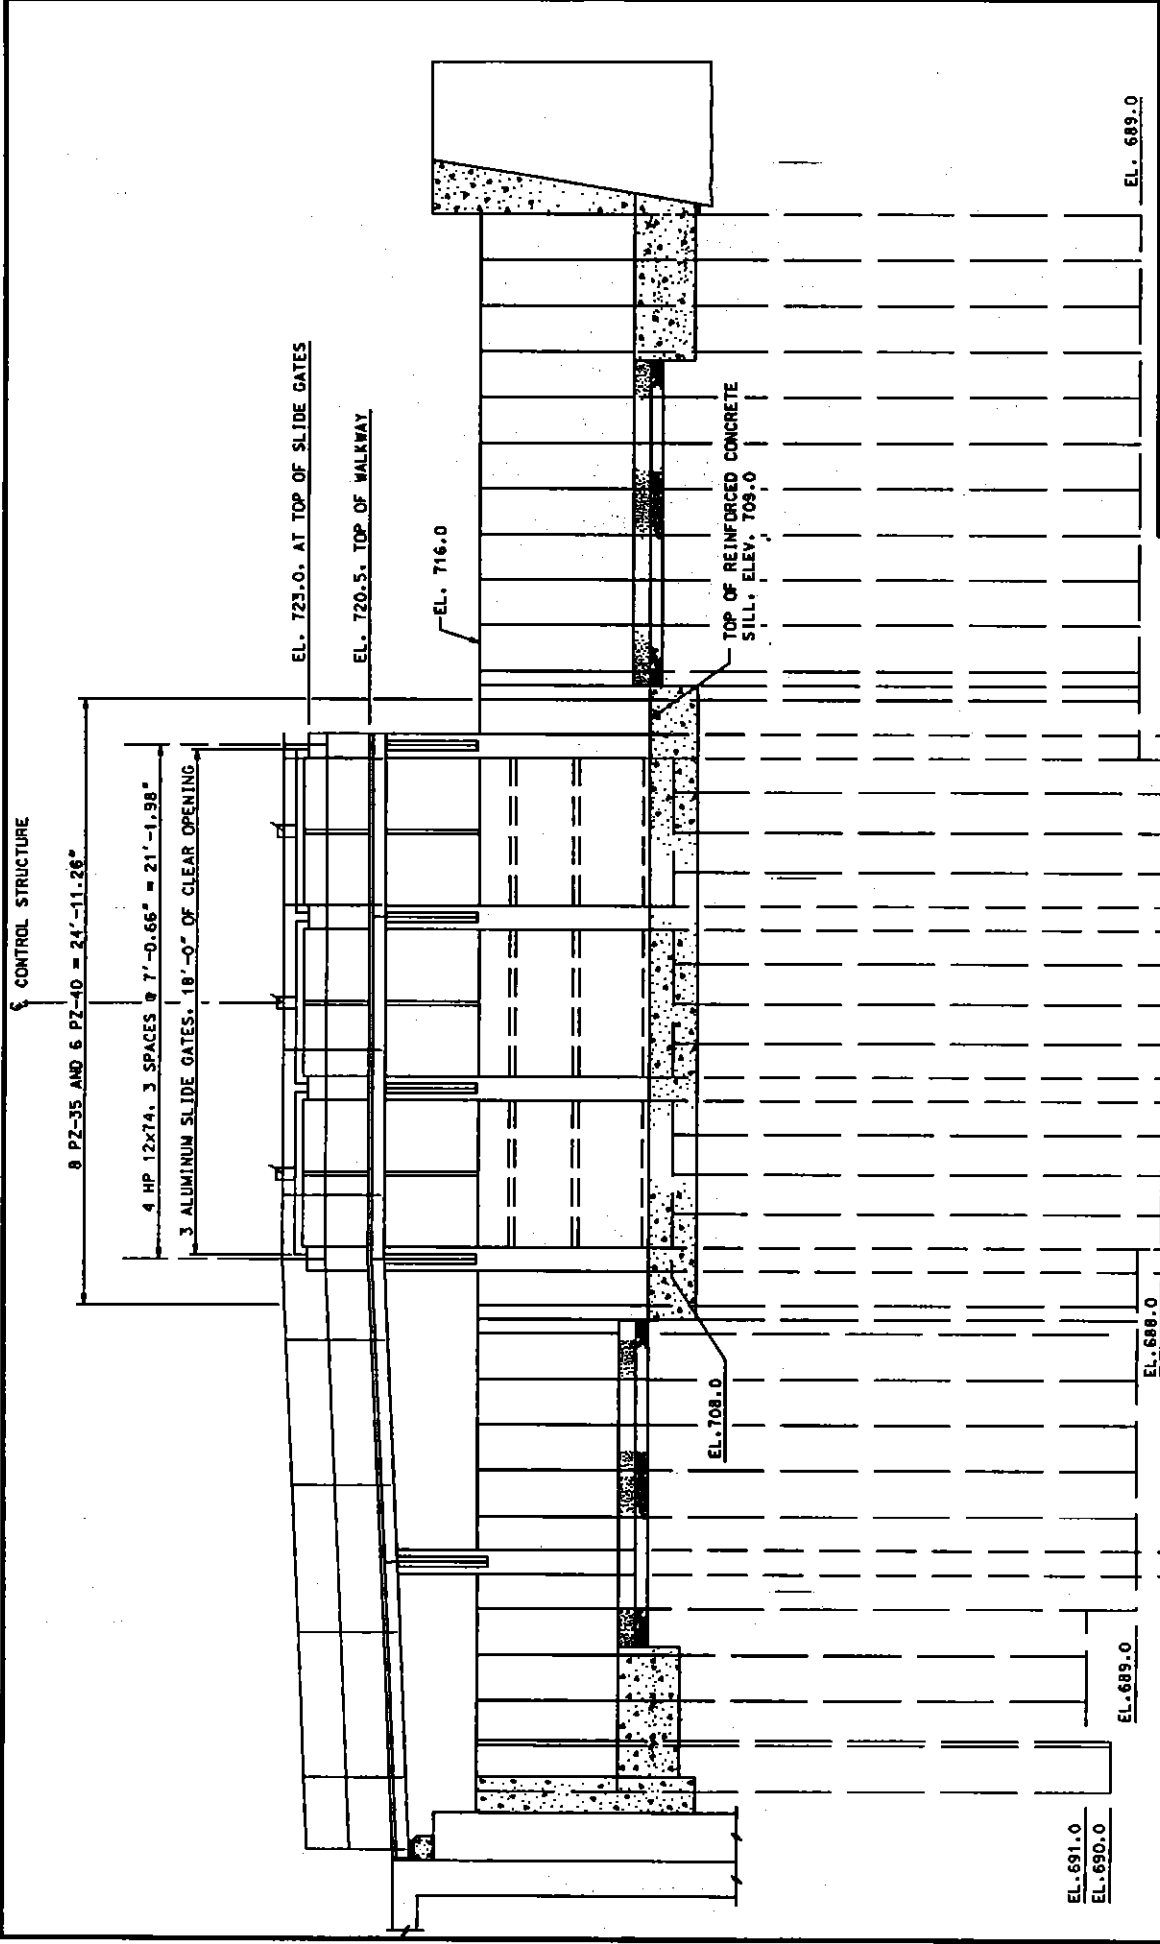 ℄ CONTROL STRUCTURE
8 PZ-35 AND 6 PZ-40 = 24'-11.26"
4 HP 12x74, 3 SPACES @ 7'-0.66" = 21'-1.98"
3 ALUMINUM SLIDE GATES, 18'-0" OF CLEAR OPENING
EL. 723.0, AT TOP OF SLIDE GATES
EL. 720.5, TOP OF WALKWAY
EL. 716.0
TOP OF REINFORCED CONCRETE
SILL, ELEV. 709.0
EL.708.0
EL.691.0
EL.690.0
EL.689.0
EL.688.0
EL. 689.0